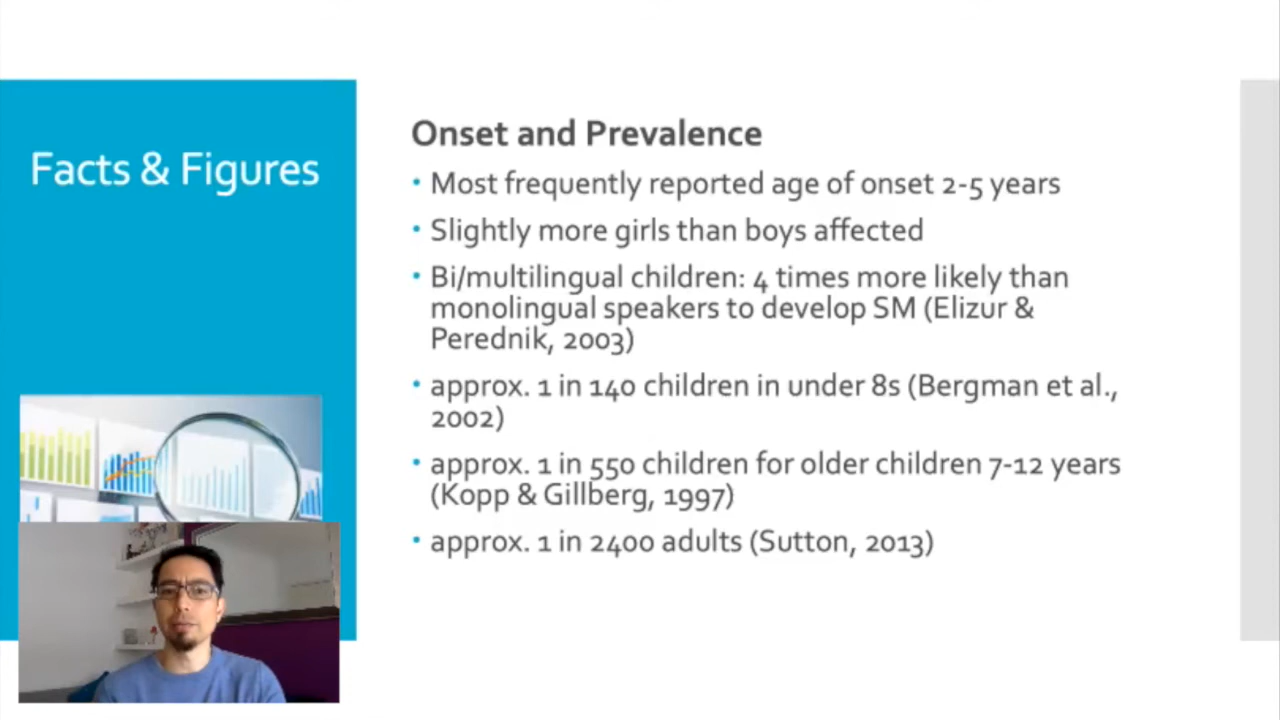 Facts & Figures
Onset and Prevalence
• Most frequently reported age of onset 2-5 years
• Slightly more girls than boys affected
• Bi/multilingual children: 4 times more likely than
monolingual speakers to develop SM (Elizur &
Perednik, 2003)
• approx. 1 in 140 children in under 8s (Bergman et al.,
2002)
• approx. 1 in 550 children for older children 7-12 years
(Kopp & Gillberg, 1997)
• approx. 1 in 2400 adults (Sutton, 2013)